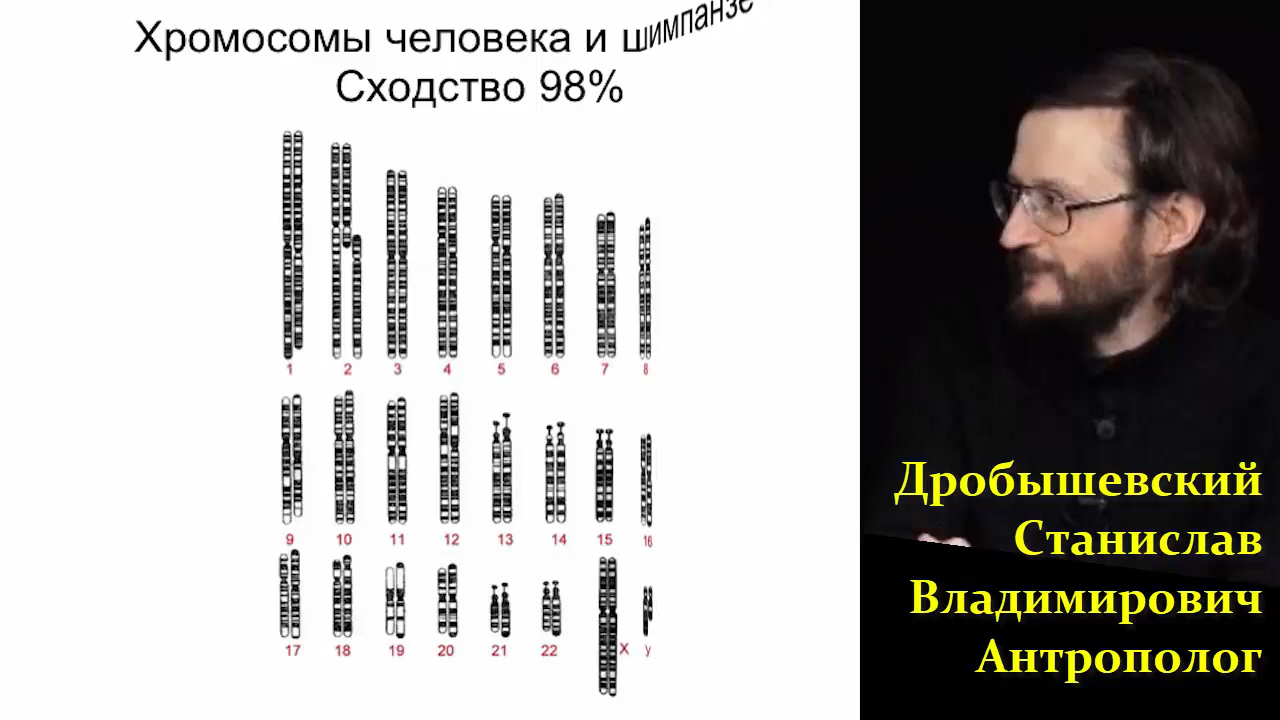 Хромосомы человека и шимпанзе
Сходство 98%
1 2 3 4 5 6 7 8
9 10 11 12 13 14 15 16
17 18 19 20 21 22 X y
Дробышевский
Станислав
Владимирович
Антрополог